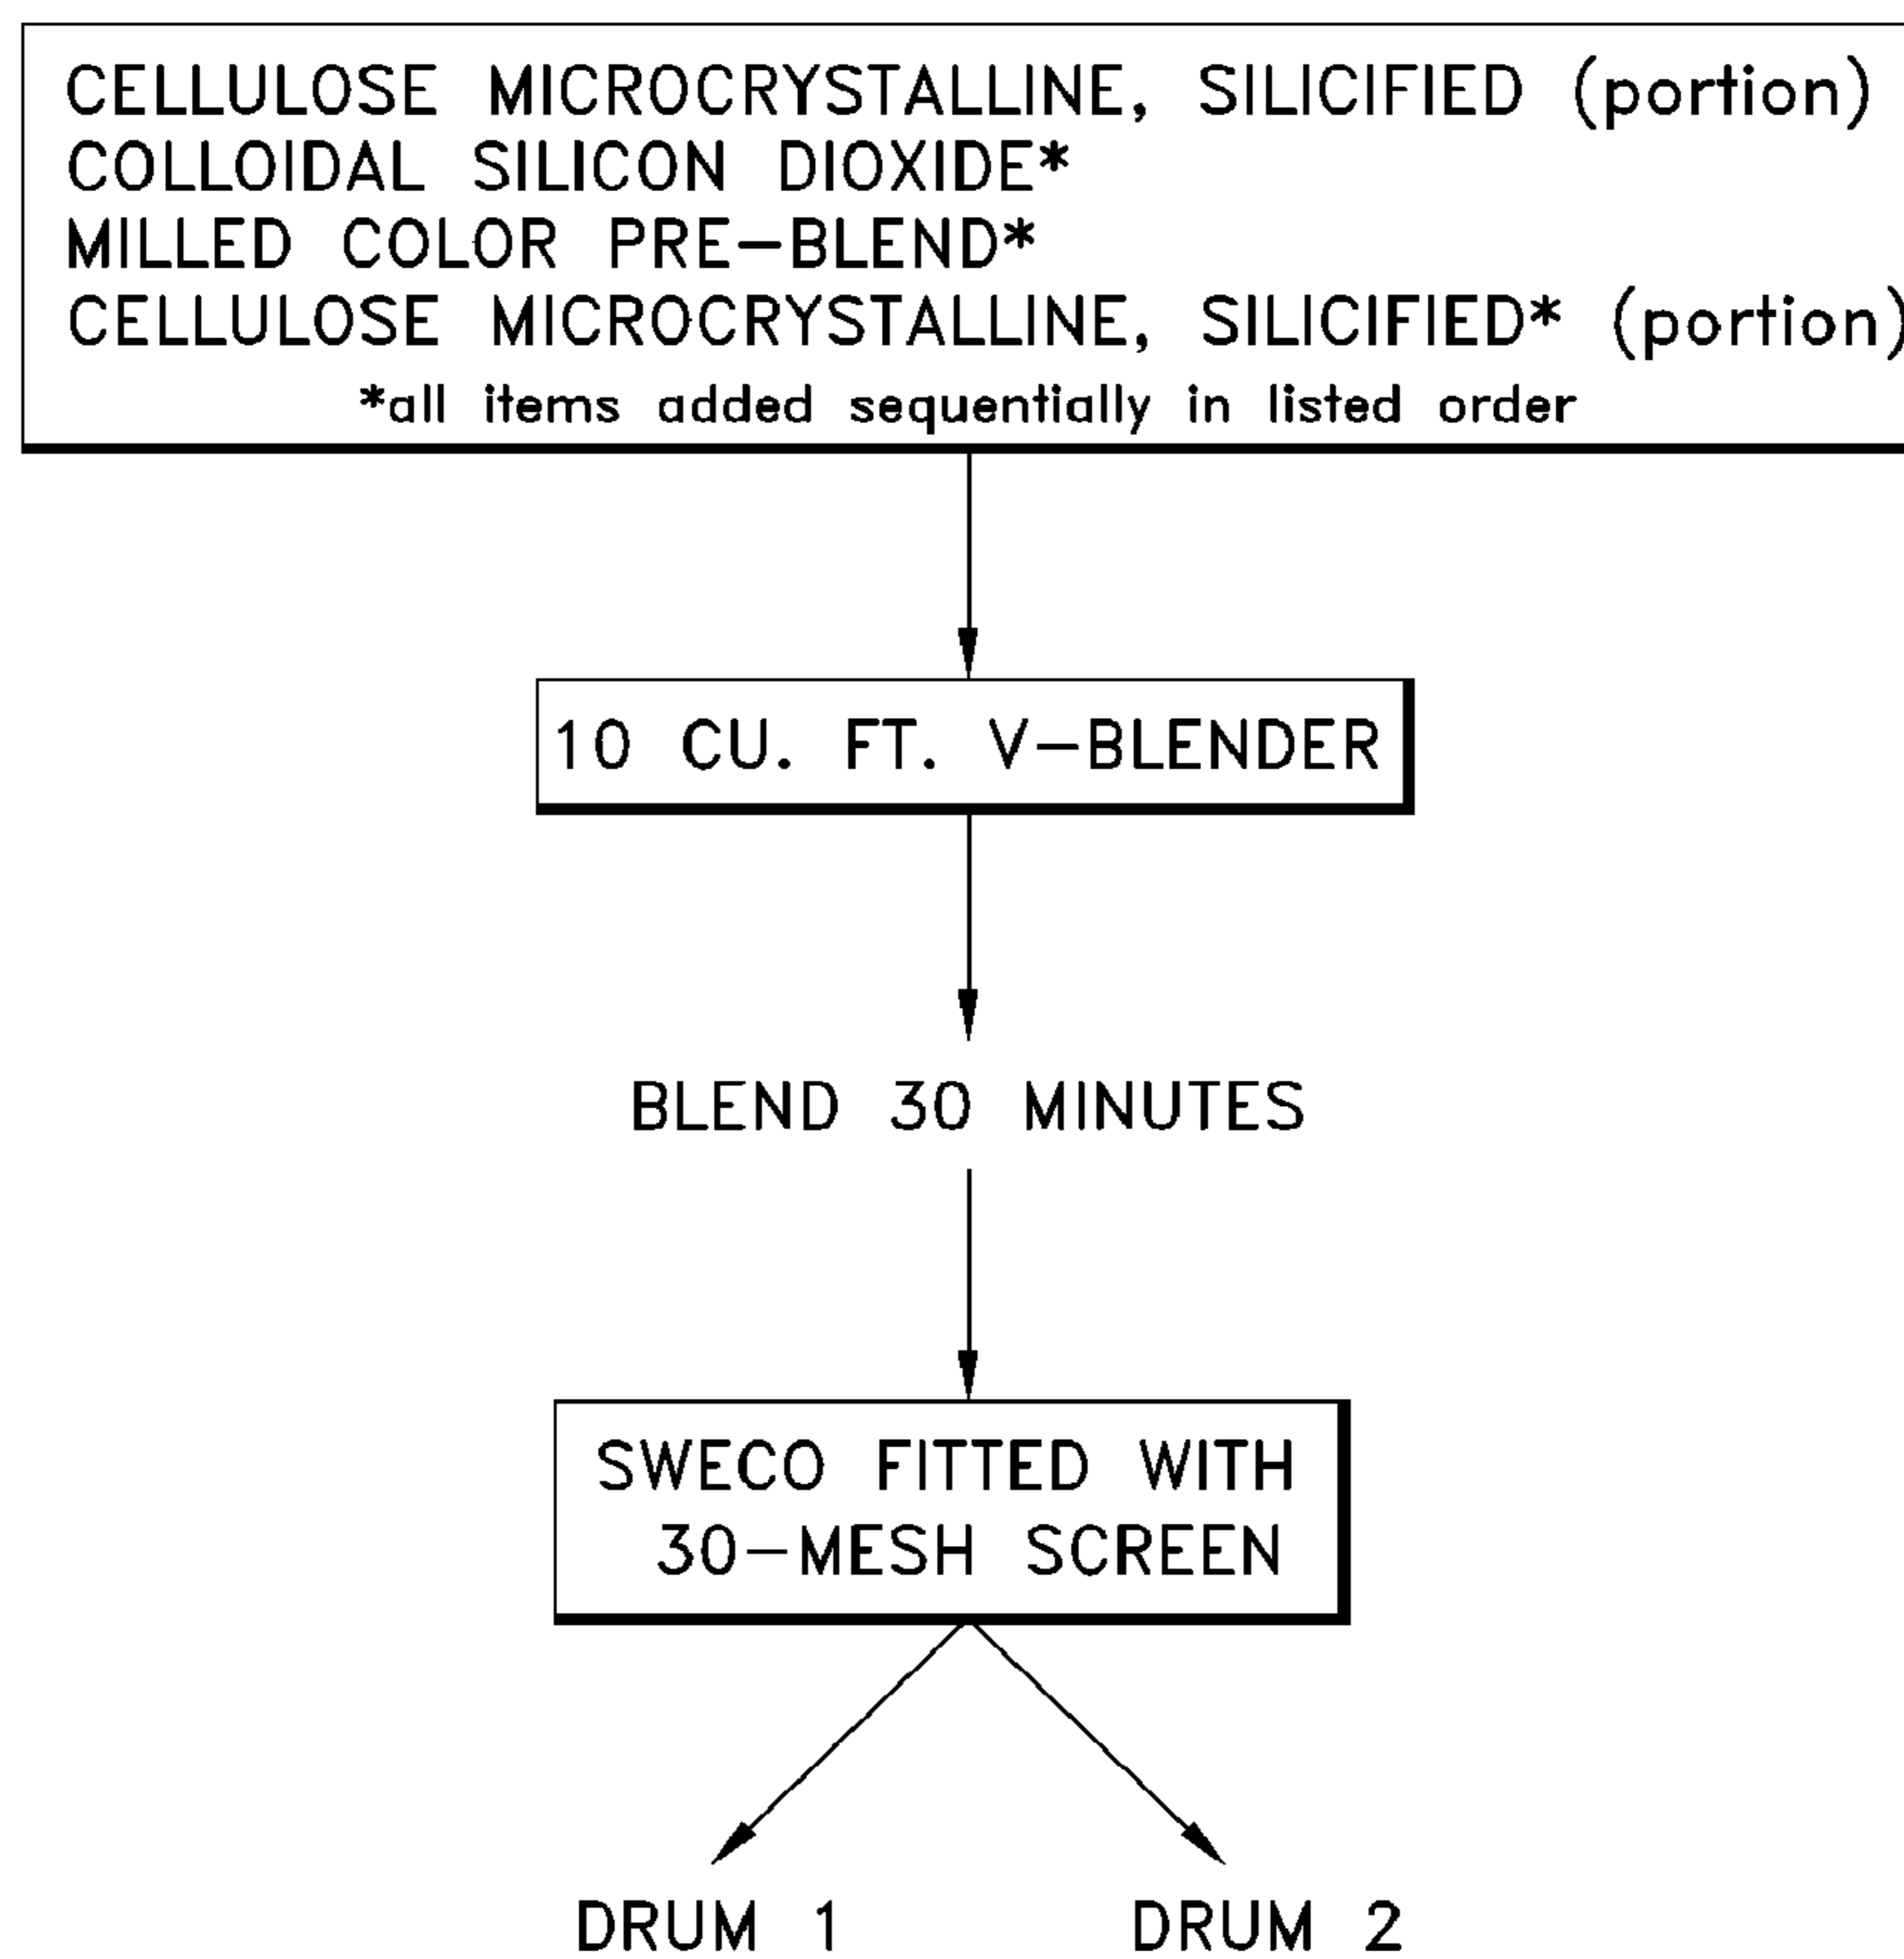 CELLULOSE MICROCRYSTALLINE, SILICIFIED (portion)
COLLOIDAL SILICON DIOXIDE*
MILLED COLOR PRE-BLEND*
CELLULOSE MICROCRYSTALLINE, SILICIFIED* (portion)
*all items added sequentially in listed order
10 CU. FT. V-BLENDER
BLEND 30 MINUTES
SWECO FITTED WITH
30-MESH SCREEN
DRUM 1 DRUM 2